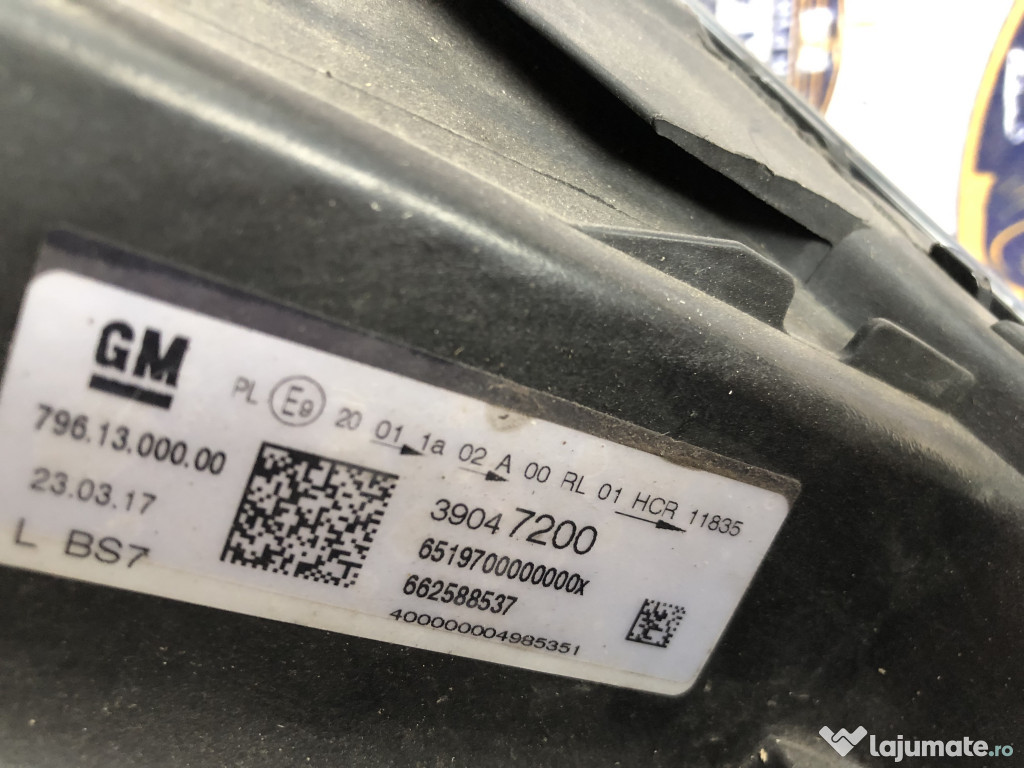 GM
PL E9 20 01 1a 02 A 00 RL 01 HCR 11835
796.13.000.00
23.03.17
L BS7
39047200
6519700000000X
662588537
400000004985351
lajumate.ro